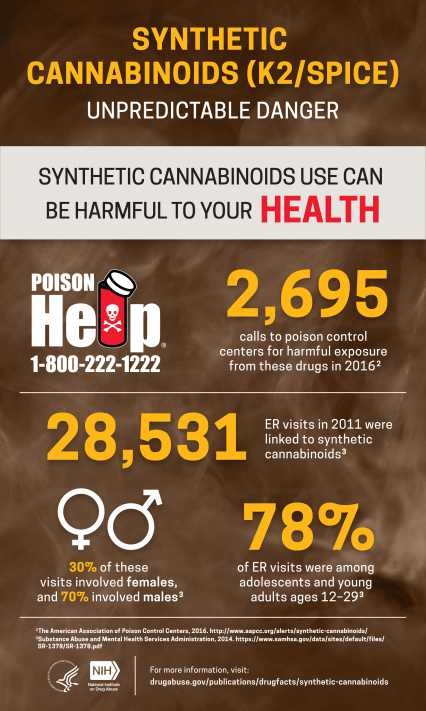 SYNTHETIC
CANNABINOIDS (K2/SPICE)
UNPREDICTABLE DANGER
SYNTHETIC CANNABINOIDS USE CAN
BE HARMFUL TO YOUR HEALTH
POISON
Help®
1-800-222-1222
2,695
calls to poison control
centers for harmful exposure
from these drugs in 2016²
28,531
ER visits in 2011 were
linked to synthetic
cannabinoids³
30% of these
visits involved females,
and 70% involved males³
78%
of ER visits were among
adolescents and young
adults ages 12–29³
²The American Association of Poison Control Centers, 2016. http://www.aapcc.org/alerts/synthetic-cannabinoids/
³Substance Abuse and Mental Health Services Administration, 2014. https://www.samhsa.gov/data/sites/default/files/
SR-1378/SR-1378.pdf
NIH
National Institute
on Drug Abuse
For more information, visit:
drugabuse.gov/publications/drugfacts/synthetic-cannabinoids